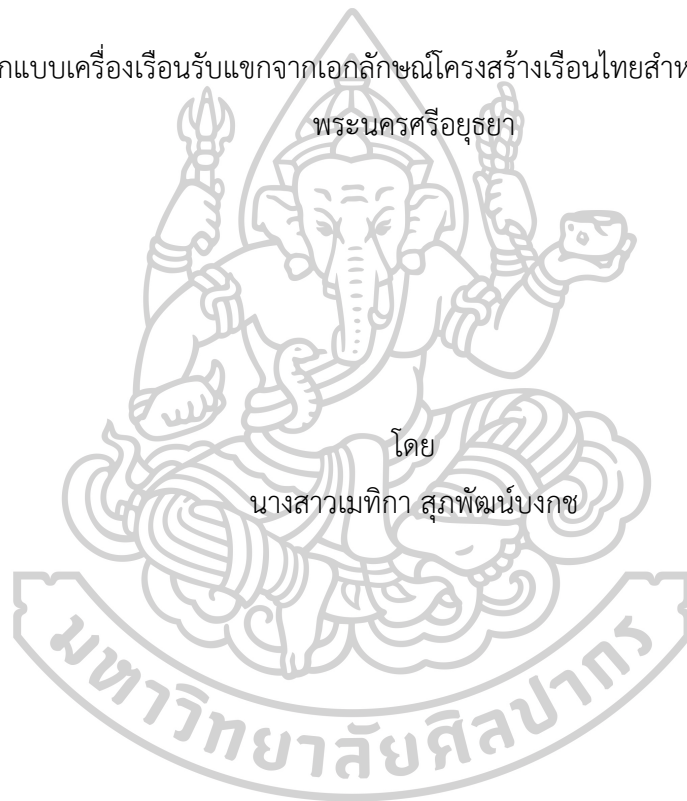 กแบบเครื่องเรือนรับแขกจากเอกลักษณ์โครงสร้างเรือนไทยสำห
พระนครศรีอยุธยา
โดย
นางสาวเมทิกา สุภพัฒน์บงกช
มหาวิทยาลัยศิลปากร